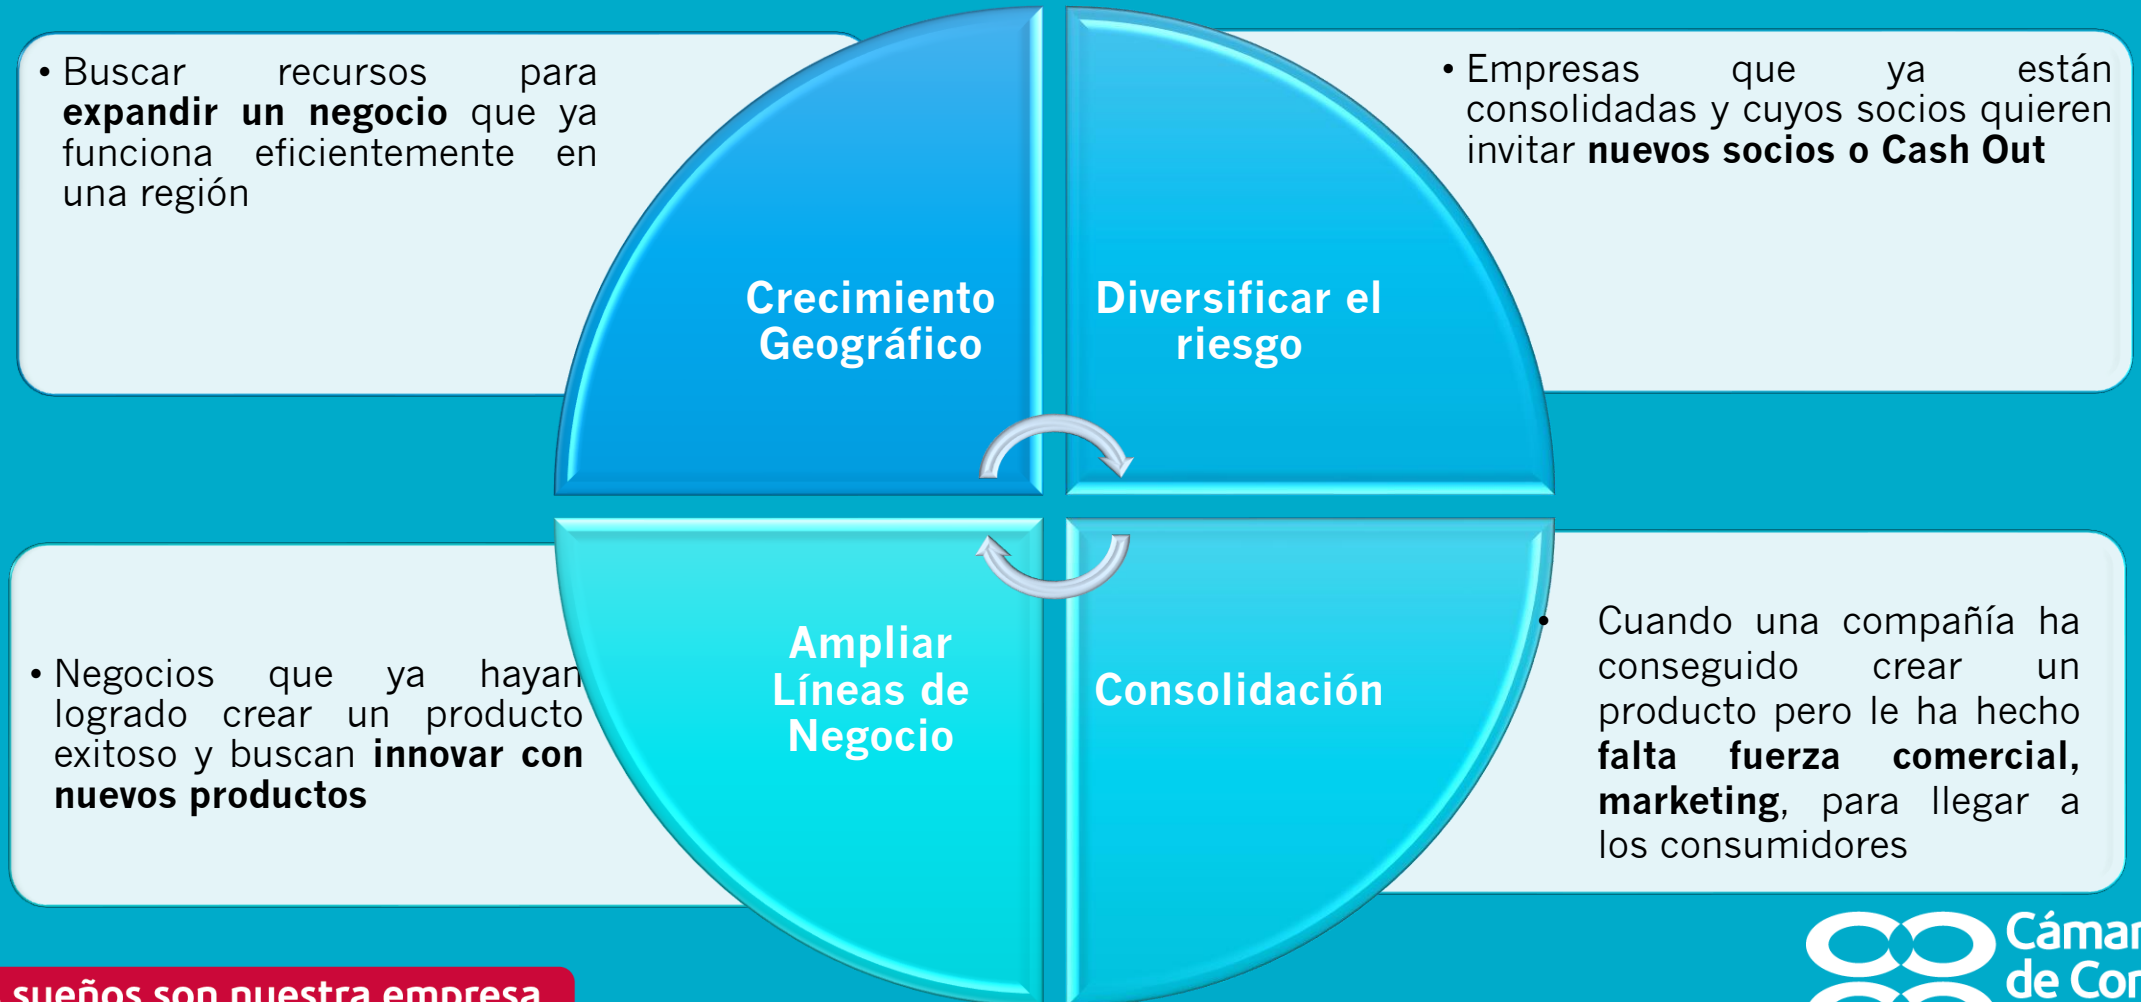 • Buscar recursos para
expandir un negocio que ya
funciona eficientemente en
una región
Crecimiento
Geográfico
Diversificar el
riesgo
• Empresas que ya están
consolidadas y cuyos socios quieren
invitar nuevos socios o Cash Out
• Negocios que ya hayan
logrado crear un producto
exitoso y buscan innovar con
nuevos productos
Ampliar
Líneas de
Negocio
Consolidación
• Cuando una compañía ha
conseguido crear un
producto pero le ha hecho
falta fuerza comercial,
marketing, para llegar a
los consumidores
sueños son nuestra empresa
Cámar
de Com